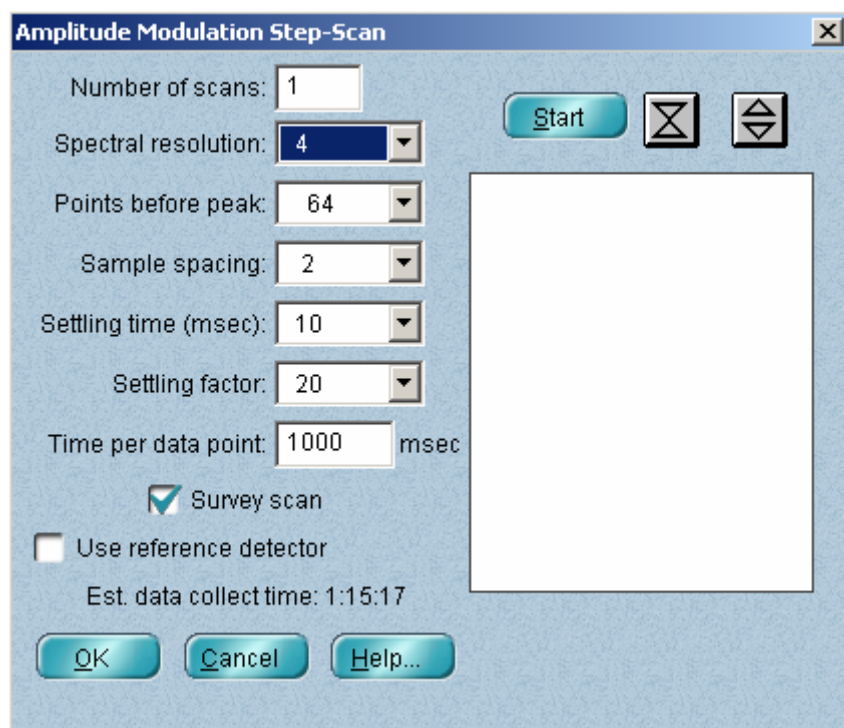 Amplitude Modulation Step-Scan
Number of scans: 1
Start
Spectral resolution: 4
Points before peak: 64
Sample spacing: 2
Settling time (msec): 10
Settling factor: 20
Time per data point: 1000 msec
Survey scan
Use reference detector
Est. data collect time: 1:15:17
OK Cancel Help...